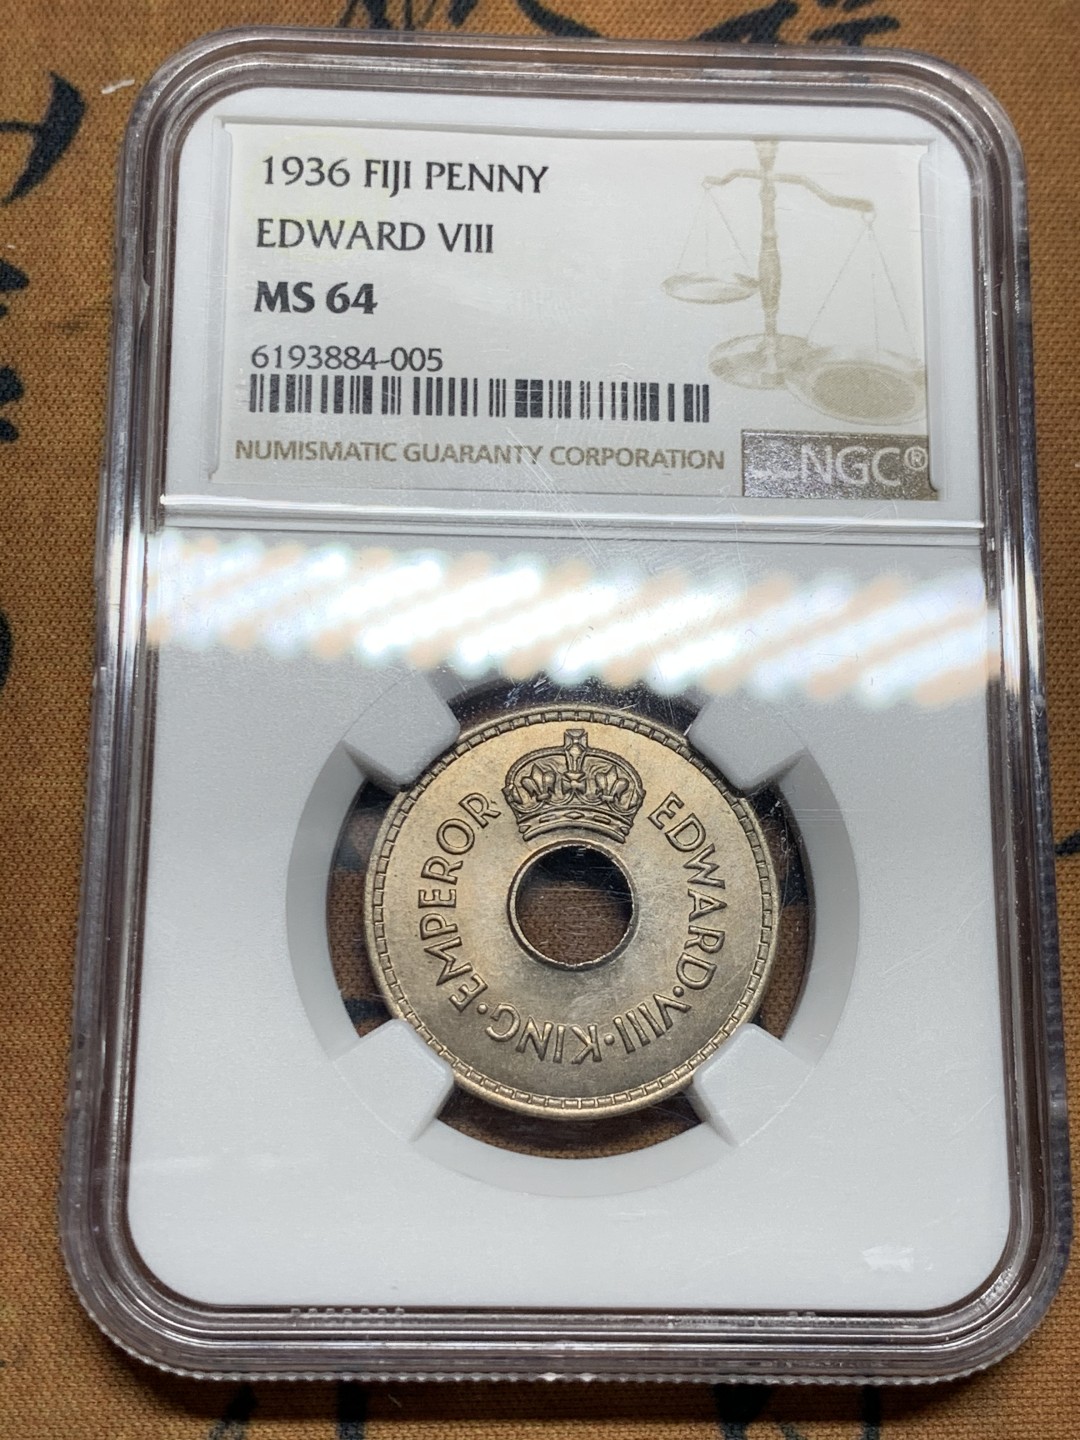 1936 FIJI PENNY
EDWARD VIII
MS 64
6193884-005
NUMISMATIC GUARANTY CORPORATION
NGC®
EDWARD·VIII·KING·EMPEROR